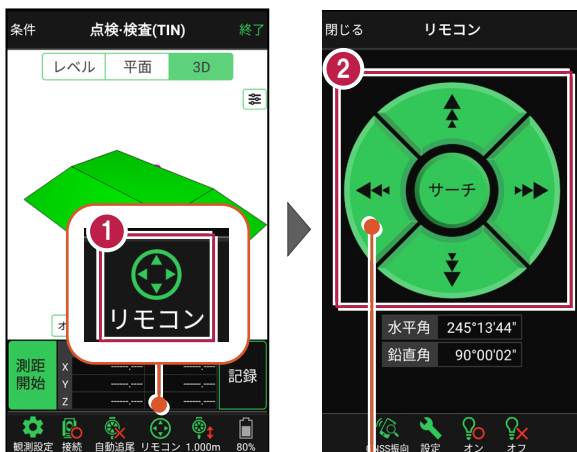 条件 点検·検査(TIN) 終了
レベル 平面 3D
1
リモコン
測距
開始
X ------.--- ------.---
Y ------.--- ------.---
Z ------.--- ------.---
記録
観測設定 接続 自動追尾 リモコン 1.000m 80%
閉じる リモコン
2
サーチ
水平角 245°13'44"
鉛直角 90°00'02"
設定 オン オフ